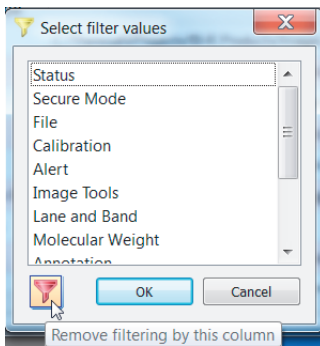 Select filter values
Status
Secure Mode
File
Calibration
Alert
Image Tools
Lane and Band
Molecular Weight
Annotation
OK
Cancel
Remove filtering by this column